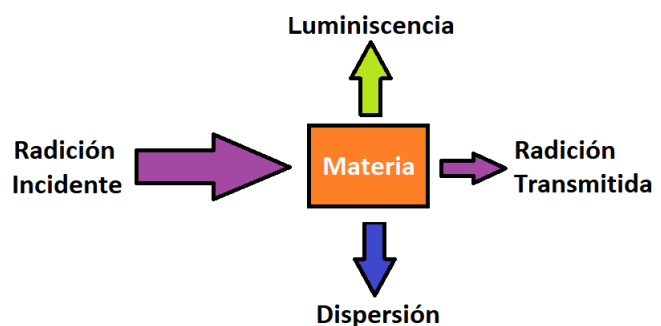 Luminiscencia
Radición
Incidente
Materia
Radición
Transmitida
Dispersión